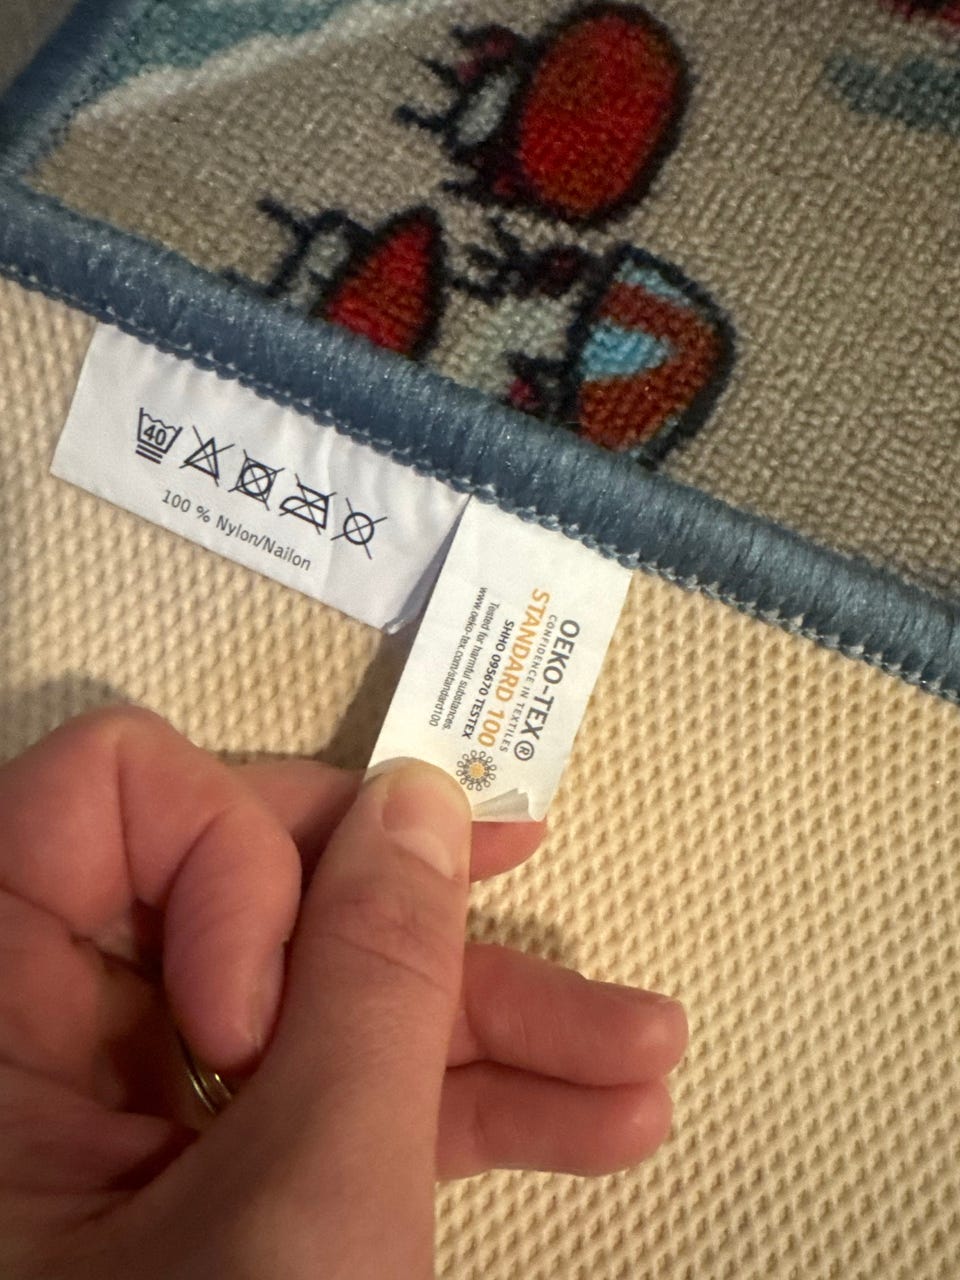 40
100 % Nylon/Nailon
OEKO-TEX®
CONFIDENCE IN TEXTILES
STANDARD 100
SHHO 095670 TESTEX
Tested for harmful substances.
www.oeko-tex.com/standard100